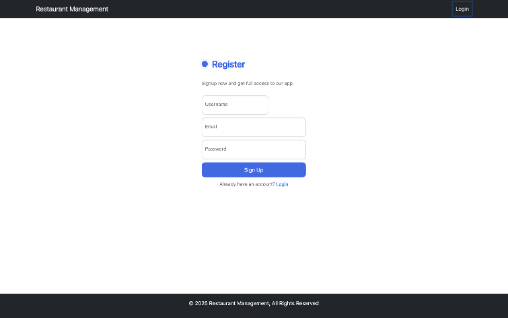 Restaurant Management
Login
Register
Signup now and get full access to our app
Username
Email
Password
Sign Up
Already have an account? Login
© 2025 Restaurant Management, All Rights Reserved